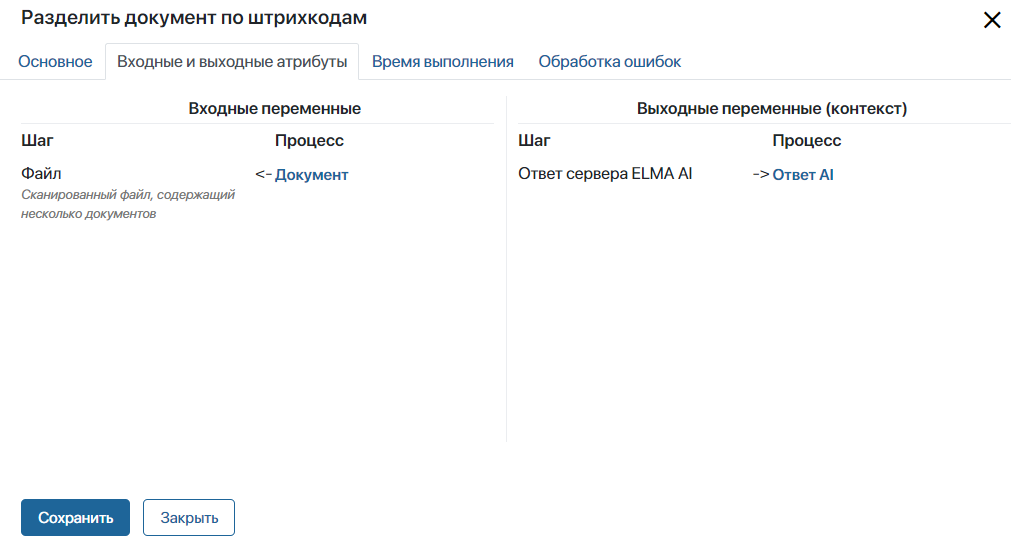 Разделить документ по штрихкодам
Основное Входные и выходные атрибуты Время выполнения Обработка ошибок
Входные переменные
Шаг Процесс
Файл <- Документ
Сканированный файл, содержащий
несколько документов
Выходные переменные (контекст)
Шаг Процесс
Ответ сервера ELMA AI -> Ответ AI
Сохранить Закрыть